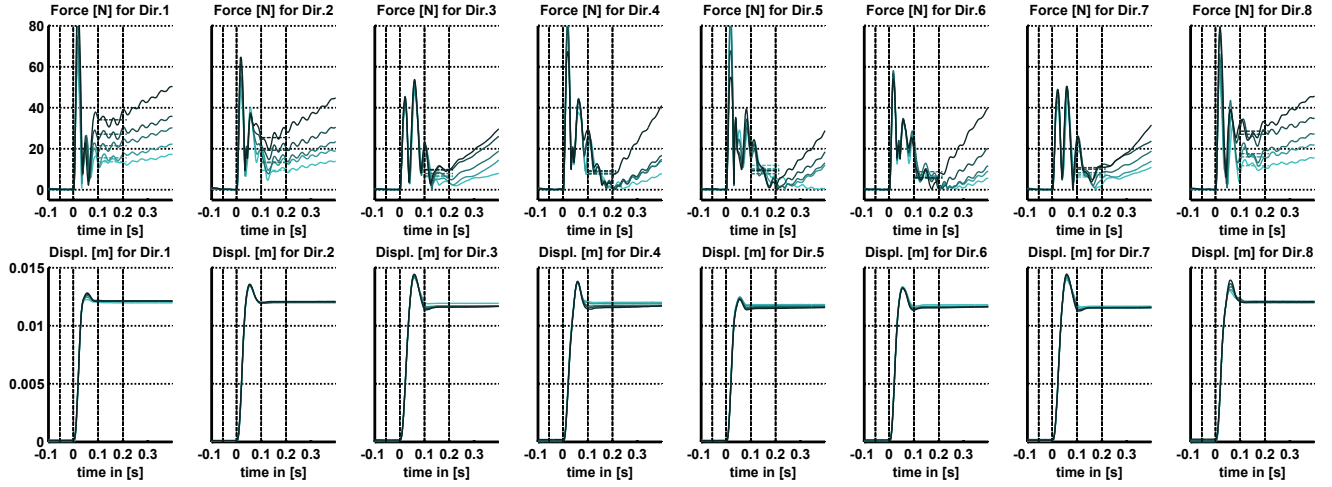 Force [N] for Dir.1 Force [N] for Dir.2 Force [N] for Dir.3 Force [N] for Dir.4 Force [N] for Dir.5 Force [N] for Dir.6 Force [N] for Dir.7 Force [N] for Dir.8
80
60
40
20
0
-0.1 0 0.1 0.2 0.3 -0.1 0 0.1 0.2 0.3 -0.1 0 0.1 0.2 0.3 -0.1 0 0.1 0.2 0.3 -0.1 0 0.1 0.2 0.3 -0.1 0 0.1 0.2 0.3 -0.1 0 0.1 0.2 0.3 -0.1 0 0.1 0.2 0.3
time in [s] time in [s] time in [s] time in [s] time in [s] time in [s] time in [s] time in [s]
Displ. [m] for Dir.1 Displ. [m] for Dir.2 Displ. [m] for Dir.3 Displ. [m] for Dir.4 Displ. [m] for Dir.5 Displ. [m] for Dir.6 Displ. [m] for Dir.7 Displ. [m] for Dir.8
0.015
0.01
0.005
0
-0.1 0 0.1 0.2 0.3 -0.1 0 0.1 0.2 0.3 -0.1 0 0.1 0.2 0.3 -0.1 0 0.1 0.2 0.3 -0.1 0 0.1 0.2 0.3 -0.1 0 0.1 0.2 0.3 -0.1 0 0.1 0.2 0.3 -0.1 0 0.1 0.2 0.3
time in [s] time in [s] time in [s] time in [s] time in [s] time in [s] time in [s] time in [s]